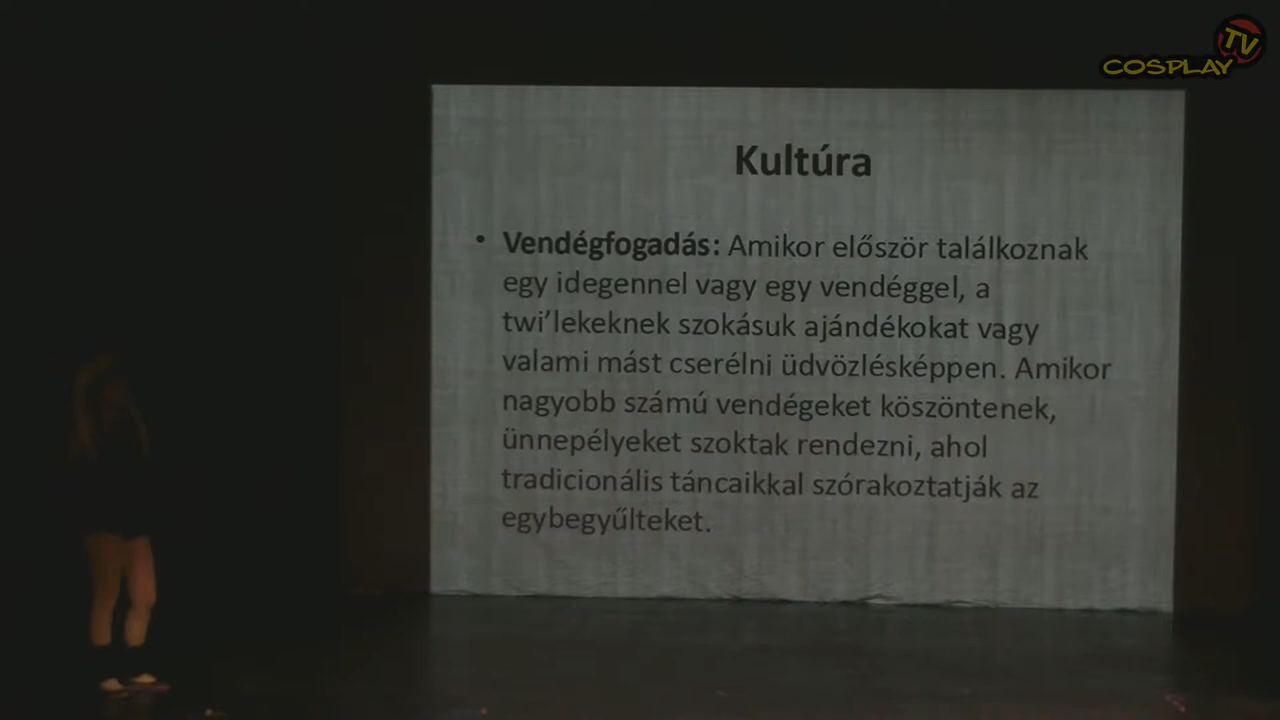 TV
COSPLAY
Kultúra
• Vendégfogadás: Amikor először találkoznak
egy idegennel vagy egy vendéggel, a
twi’lekeknek szokásuk ajándékokat vagy
valami mást cserélni üdvözlésképpen. Amikor
nagyobb számú vendégeket köszöntenek,
ünnepélyeket szoktak rendezni, ahol
tradicionális táncaikkal szórakoztatják az
egybegyűlteket.